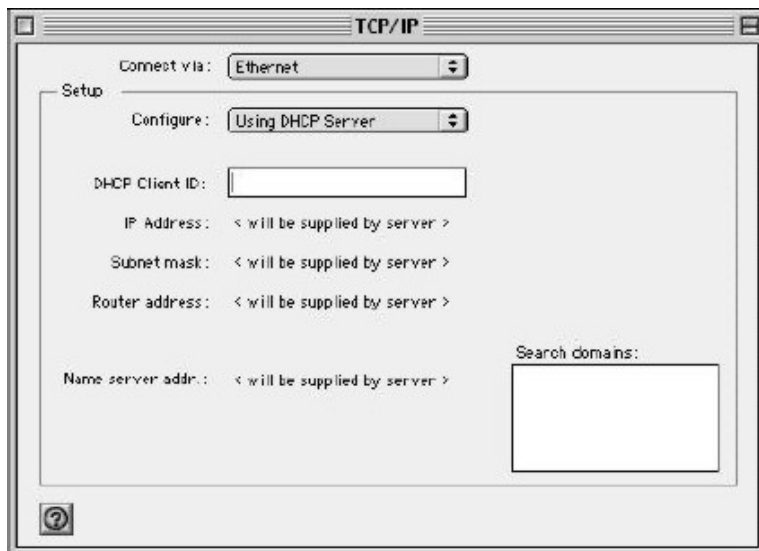 TCP/IP
Connect via: Ethernet
Setup
Configure: Using DHCP Server
DHCP Client ID:
IP Address: < will be supplied by server >
Subnet mask: < will be supplied by server >
Router address: < will be supplied by server >
Search domains:
Name server addr.: < will be supplied by server >
?